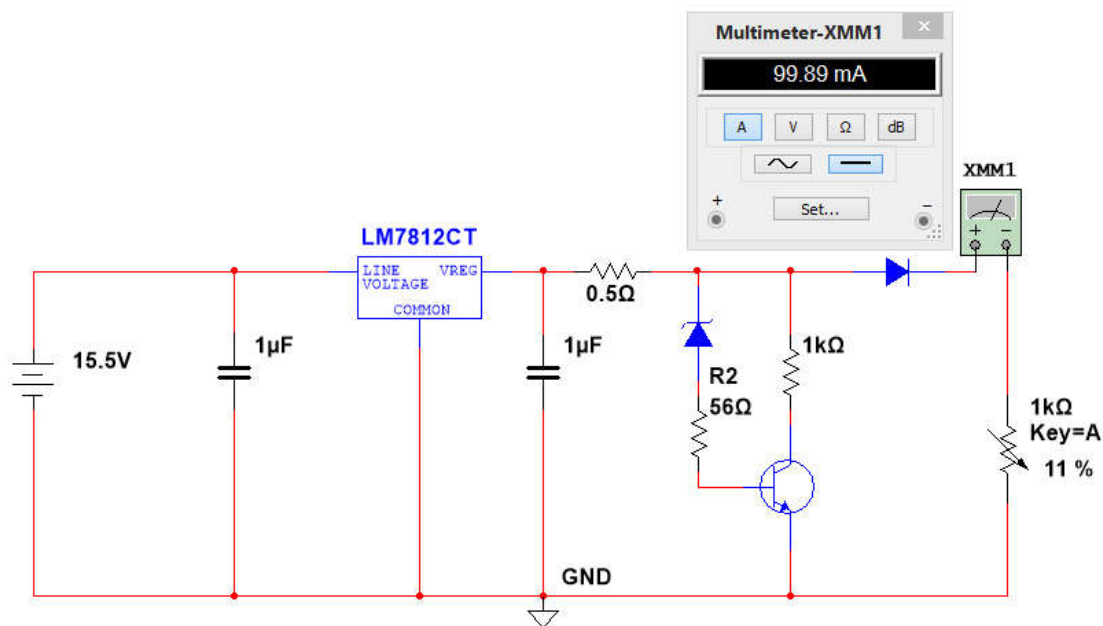 Multimeter-XMM1
×
99.89 mA
A
V
Ω
dB
+
Set...
−
XMM1
+
−
LM7812CT
LINE VOLTAGE
VREG
COMMON
0.5Ω
15.5V
1µF
1µF
1kΩ
R2
56Ω
1kΩ
Key=A
11 %
GND